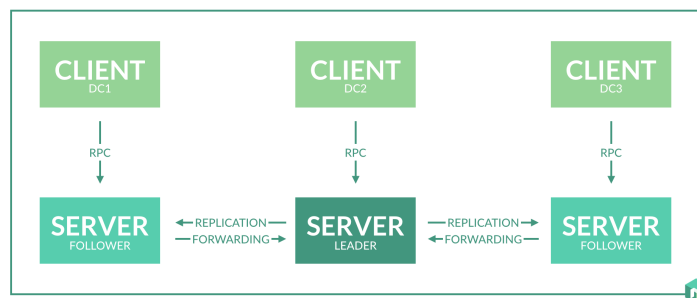 CLIENT
DC1
CLIENT
DC2
CLIENT
DC3
RPC
RPC
RPC
SERVER
FOLLOWER
REPLICATION
FORWARDING
SERVER
LEADER
REPLICATION
FORWARDING
SERVER
FOLLOWER